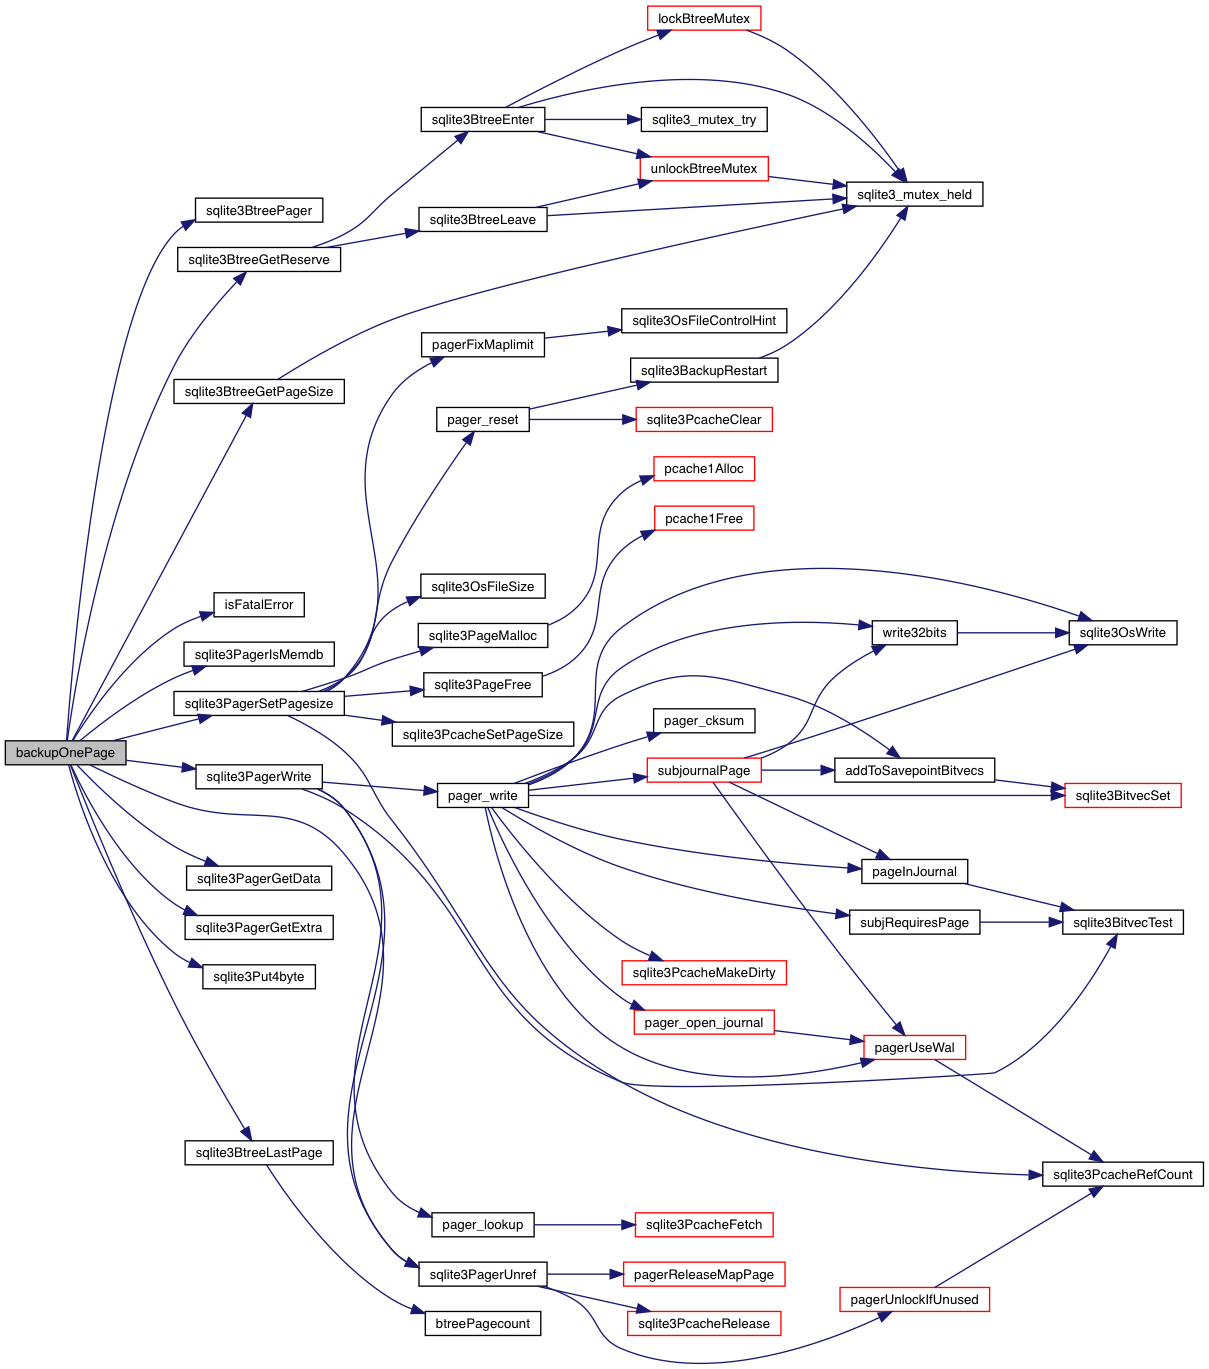 lockBtreeMutex
sqlite3BtreeEnter
sqlite3_mutex_try
unlockBtreeMutex
sqlite3_mutex_held
sqlite3BtreePager
sqlite3BtreeLeave
sqlite3BtreeGetReserve
sqlite3OsFileControlHint
pagerFixMaplimit
sqlite3BackupRestart
sqlite3BtreeGetPageSize
pager_reset
sqlite3PcacheClear
pcache1Alloc
pcache1Free
sqlite3OsFileSize
isFatalError
sqlite3PageMalloc
write32bits
sqlite3OsWrite
sqlite3PagerIsMemdb
sqlite3PageFree
sqlite3PagerSetPagesize
pager_cksum
sqlite3PcacheSetPageSize
backupOnePage
sqlite3PagerWrite
subjournalPage
addToSavepointBitvecs
pager_write
sqlite3BitvecSet
sqlite3PagerGetData
pageInJournal
sqlite3PagerGetExtra
subjRequiresPage
sqlite3BitvecTest
sqlite3Put4byte
sqlite3PcacheMakeDirty
pager_open_journal
pagerUseWal
sqlite3BtreeLastPage
sqlite3PcacheRefCount
pager_lookup
sqlite3PcacheFetch
sqlite3PagerUnref
pagerReleaseMapPage
pagerUnlockIfUnused
btreePagecount
sqlite3PcacheRelease